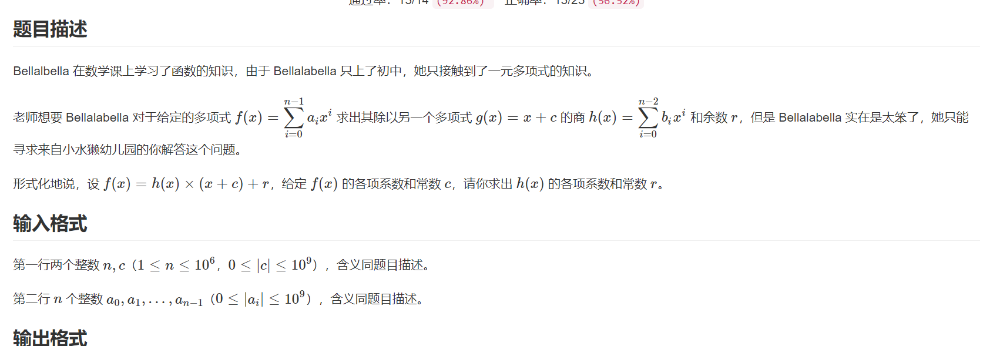 通过率：13/14 (92.86%) 正确率：13/23 (56.52%)
题目描述
Bellalbella 在数学课上学习了函数的知识，由于 Bellalabella 只上了初中，她只接触到了一元多项式的知识。
老师想要 Bellalabella 对于给定的多项式 $f(x)=\sum_{i=0}^{n-1}a_ix^i$ 求出其除以另一个多项式 $g(x)=x+c$ 的商 $h(x)=\sum_{i=0}^{n-2}b_ix^i$ 和余数 $r$，但是 Bellalabella 实在是太笨了，她只能
寻求来自小水獭幼儿园的你解答这个问题。
形式化地说，设 $f(x)=h(x)\times(x+c)+r$，给定 $f(x)$ 的各项系数和常数 $c$，请你求出 $h(x)$ 的各项系数和常数 $r$。
输入格式
第一行两个整数 $n,c$（$1\le n\le 10^6$，$0\le |c|\le 10^9$），含义同题目描述。
第二行 $n$ 个整数 $a_0,a_1,\ldots,a_{n-1}$（$0\le |a_i|\le 10^9$），含义同题目描述。
输出格式